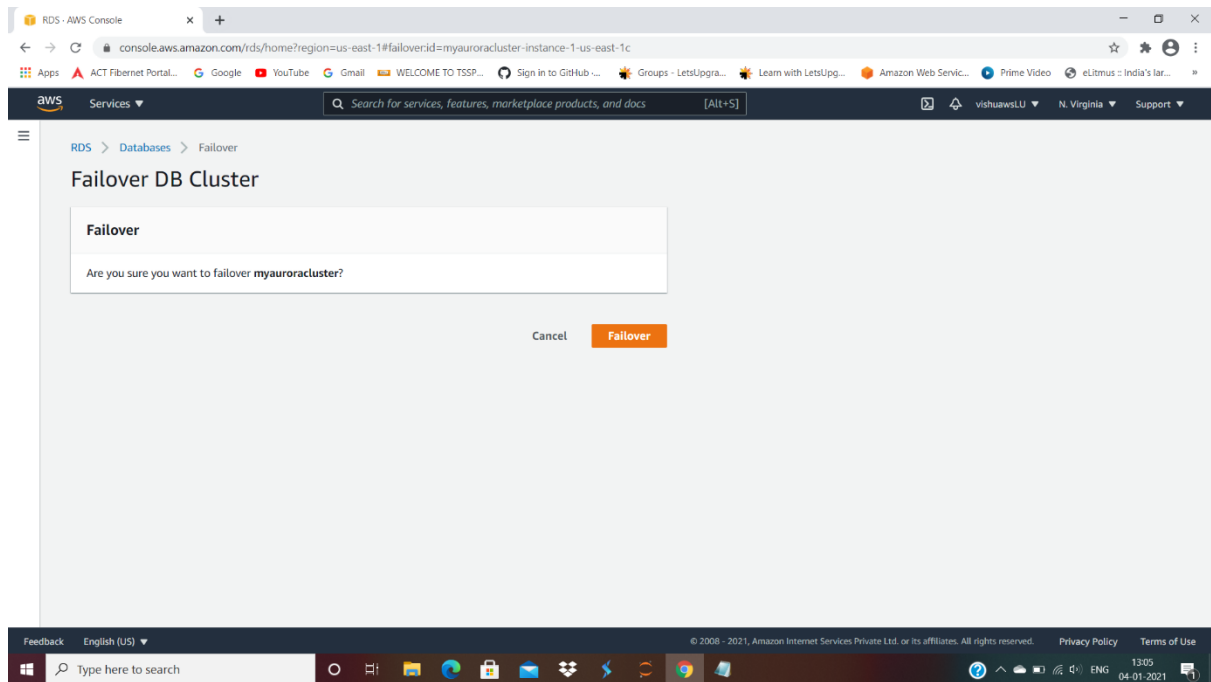 RDS · AWS Console
console.aws.amazon.com/rds/home?region=us-east-1#failover:id=myauroracluster-instance-1-us-east-1c
Apps ACT Fibernet Portal... Google YouTube Gmail WELCOME TO TSSP... Sign in to GitHub ·... Groups - LetsUpgra... Learn with LetsUpg... Amazon Web Servic... Prime Video eLitmus :: India's lar... »
aws Services ▼ Search for services, features, marketplace products, and docs [Alt+S] vishuawsLU ▼ N. Virginia ▼ Support ▼
RDS > Databases > Failover
Failover DB Cluster
Failover
Are you sure you want to failover myauroracluster?
Cancel Failover
Feedback English (US) ▼ © 2008 - 2021, Amazon Internet Services Private Ltd. or its affiliates. All rights reserved. Privacy Policy Terms of Use
Type here to search ENG 13:05
04-01-2021